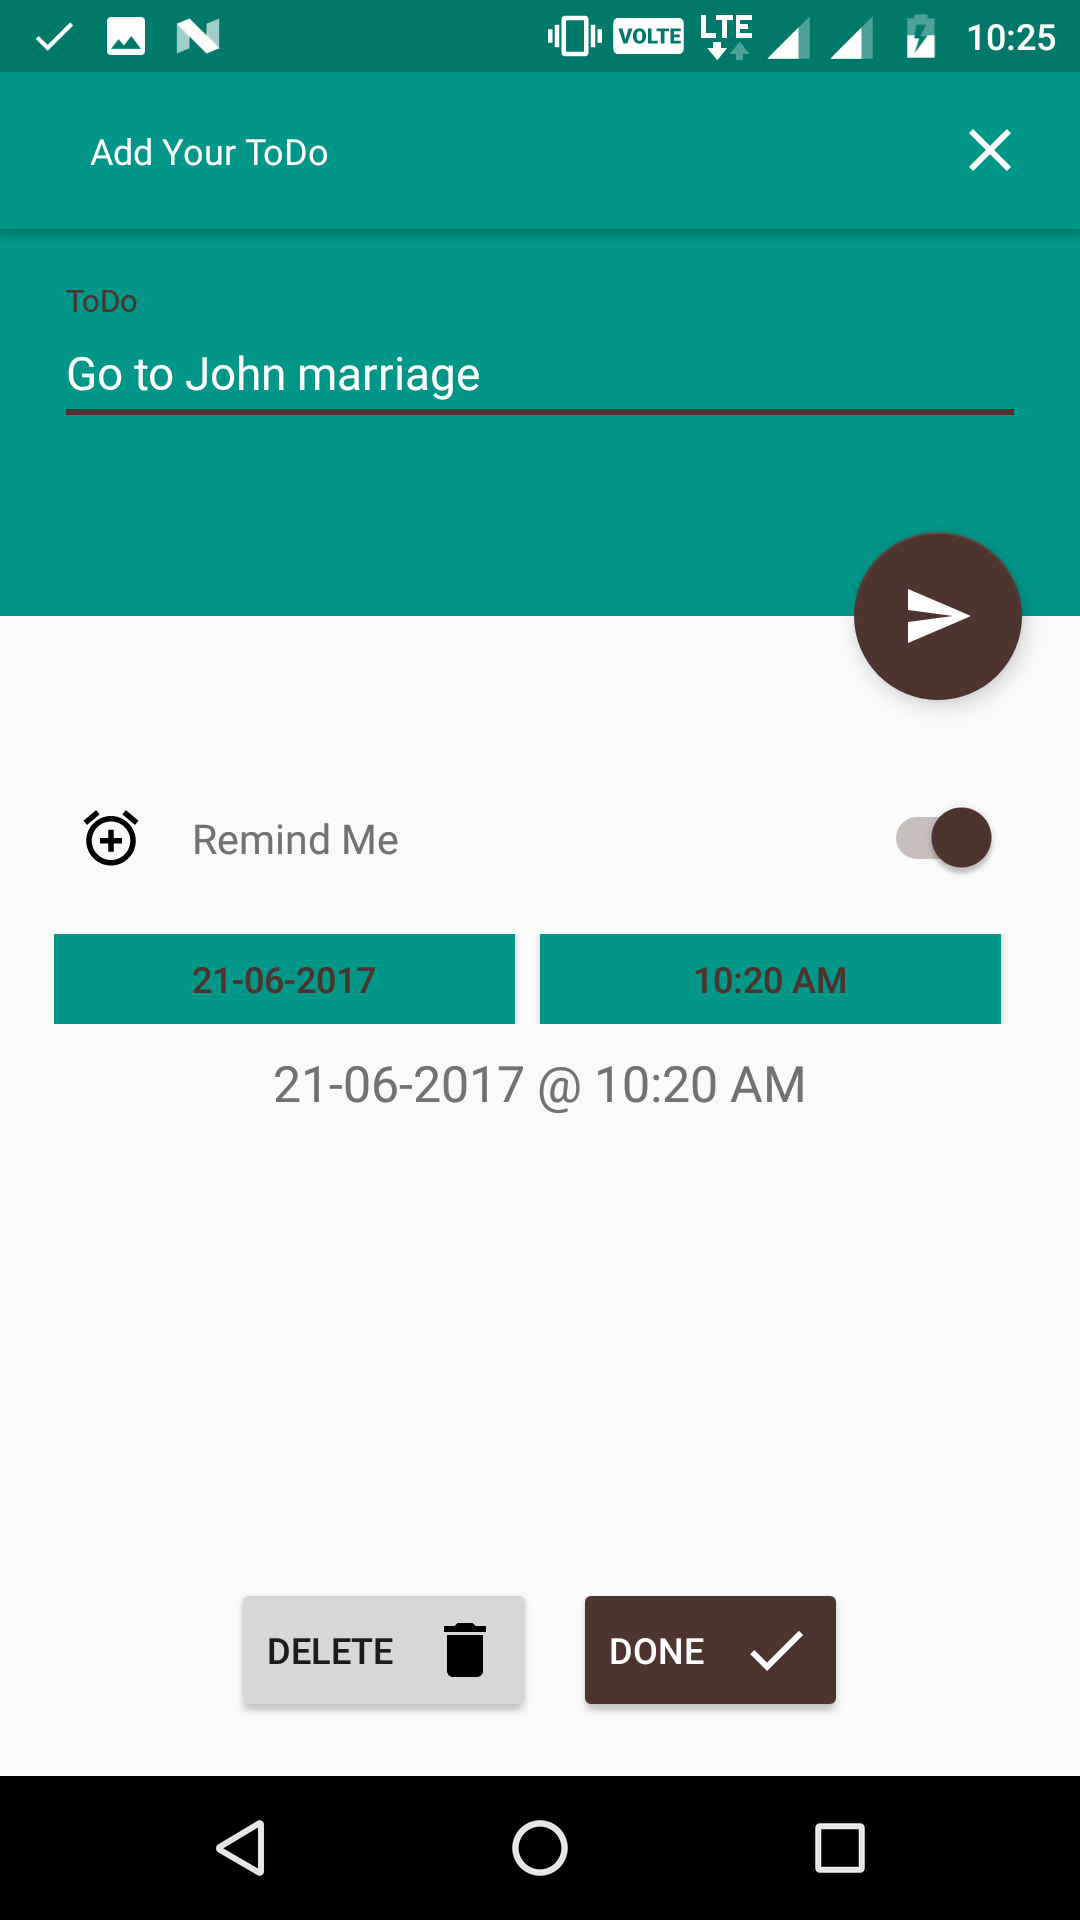 VOLTE LTE 10:25
Add Your ToDo
ToDo
Go to John marriage
Remind Me
21-06-2017 10:20 AM
21-06-2017 @ 10:20 AM
DELETE DONE